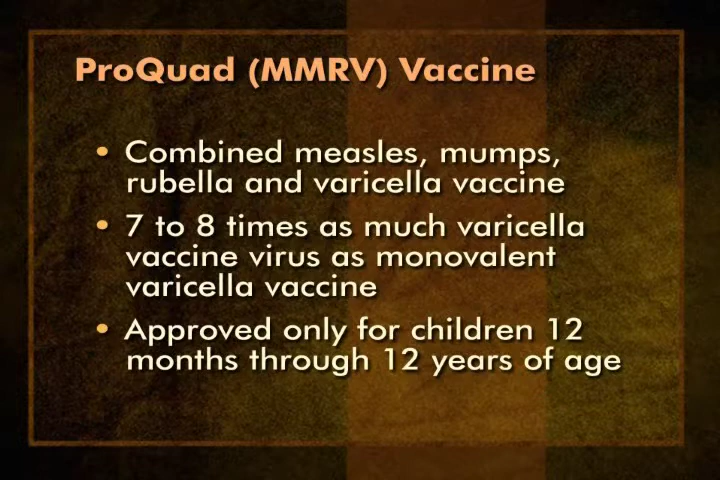 ProQuad (MMRV) Vaccine
• Combined measles, mumps,
rubella and varicella vaccine
• 7 to 8 times as much varicella
vaccine virus as monovalent
varicella vaccine
• Approved only for children 12
months through 12 years of age